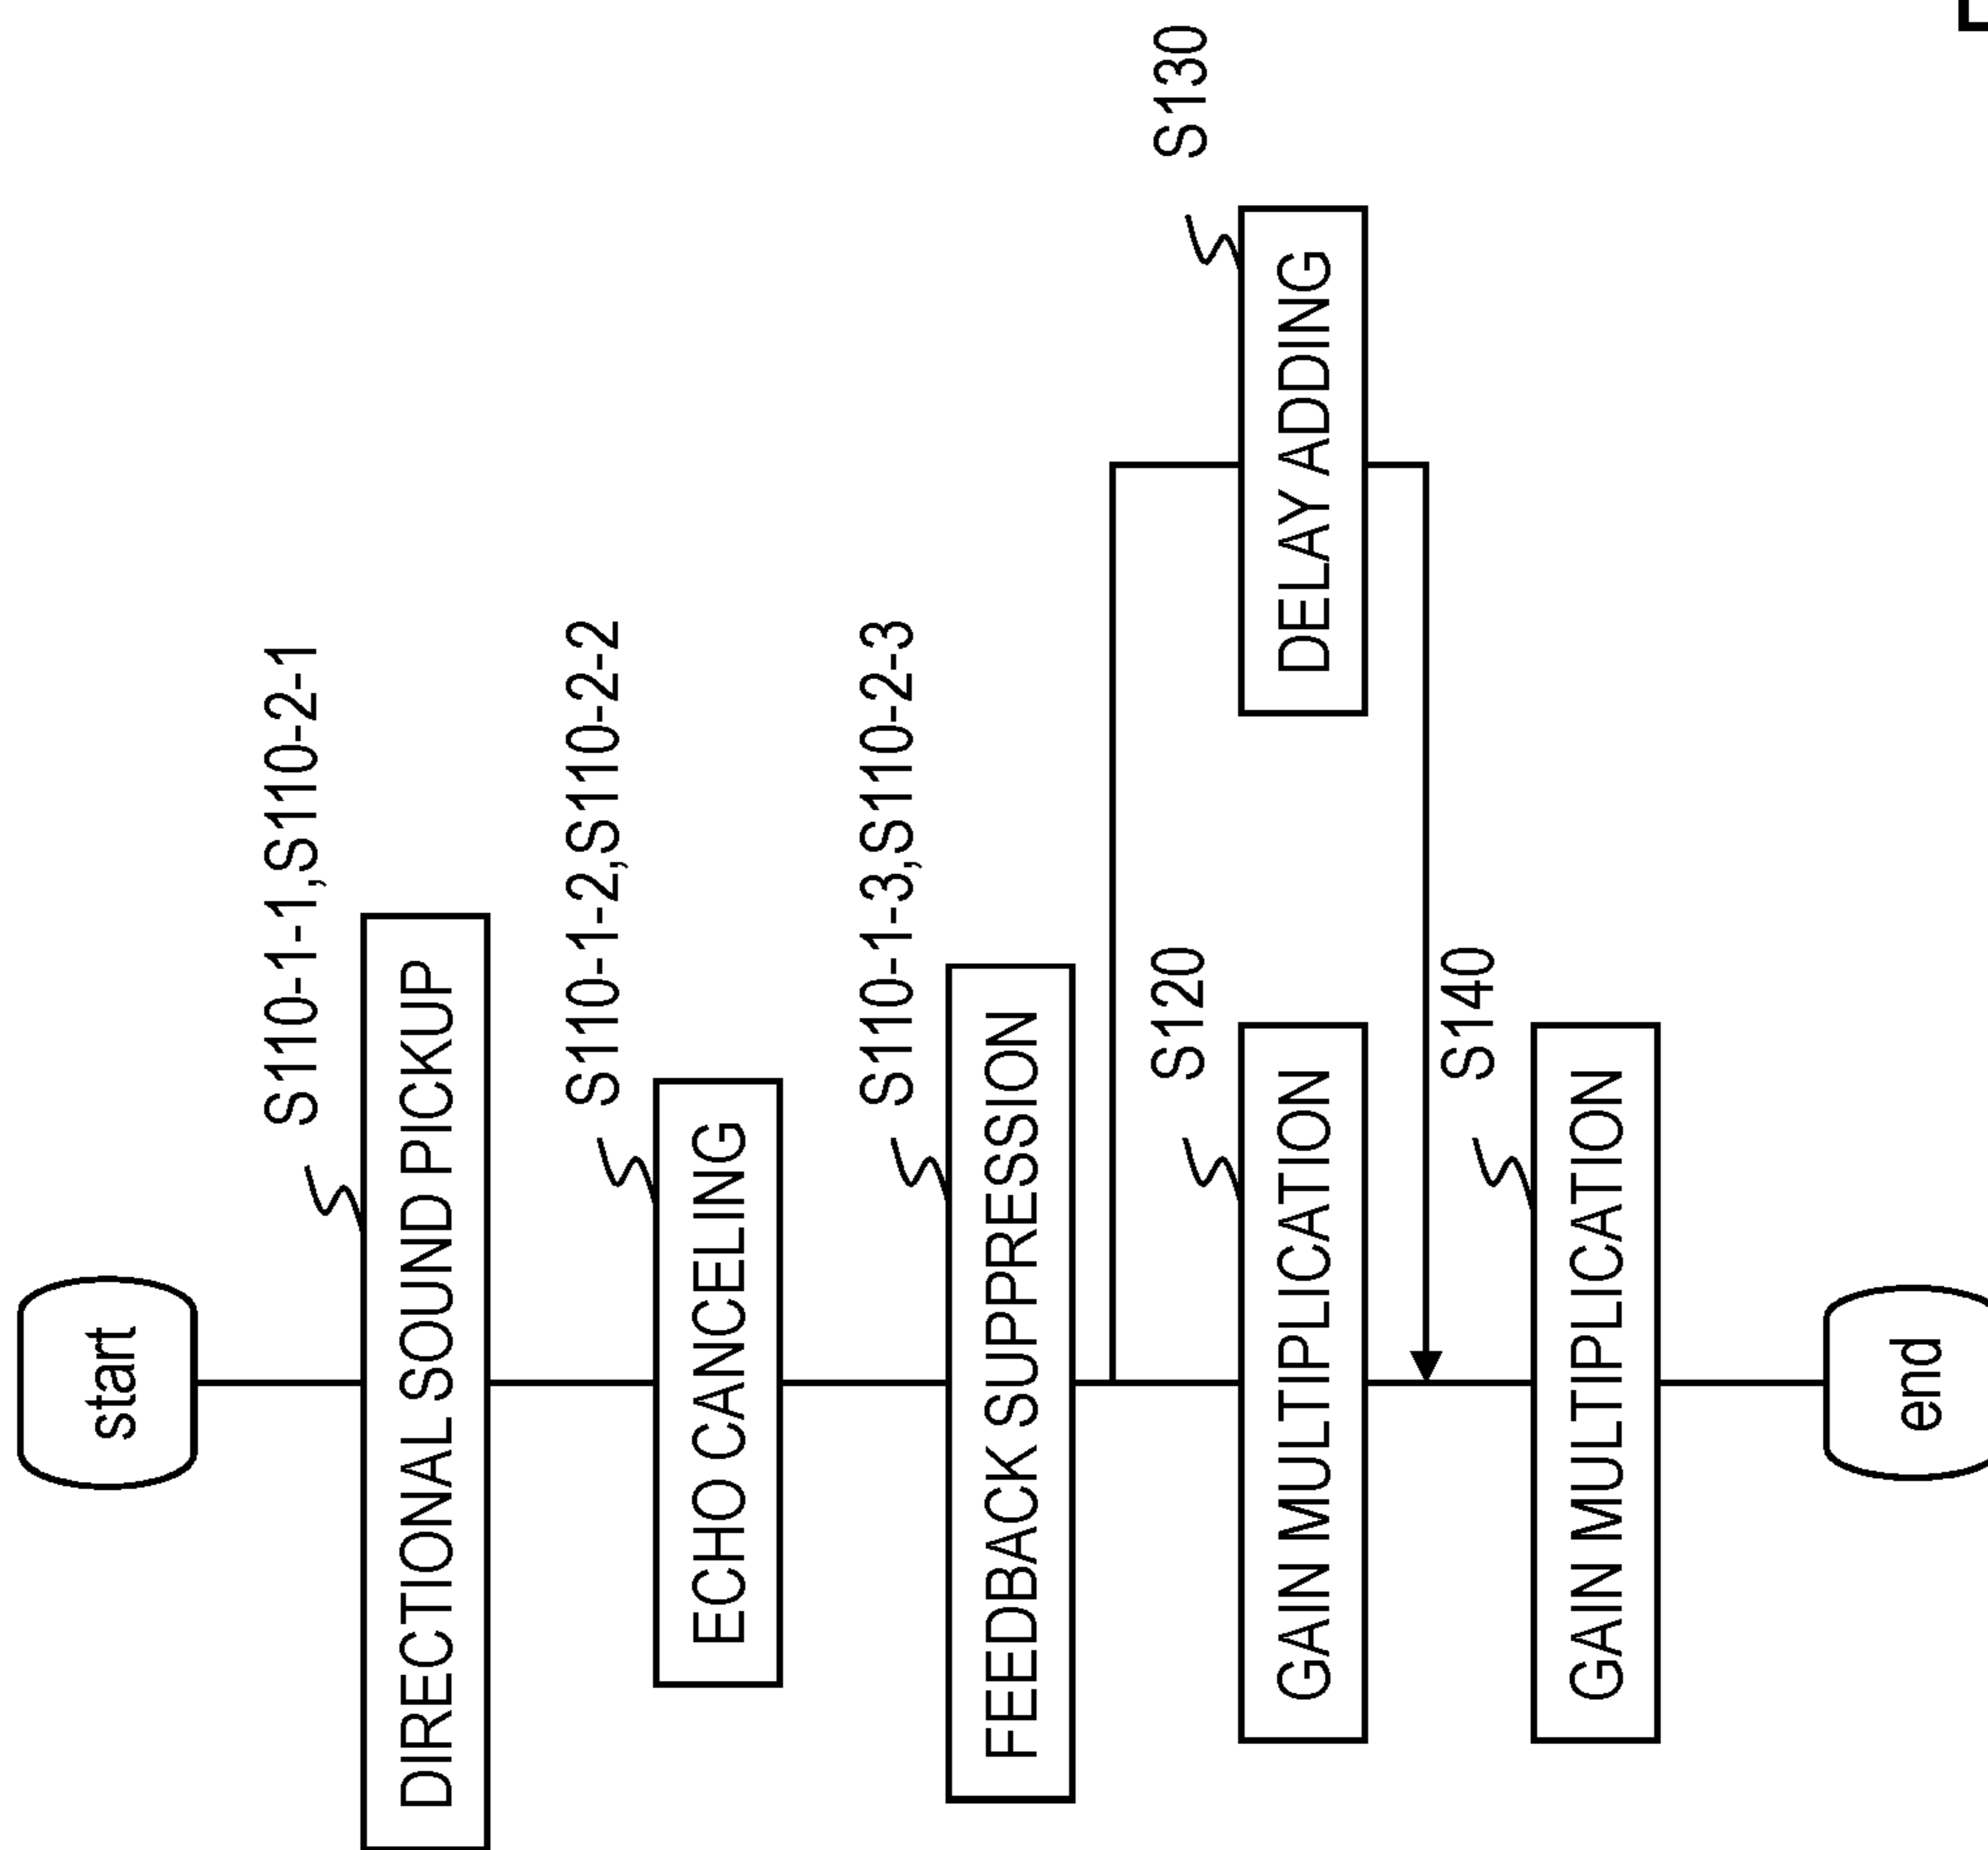 start
S110-1-1,S110-2-1
DIRECTIONAL SOUND PICKUP
S110-1-2,S110-2-2
ECHO CANCELING
S110-1-3,S110-2-3
FEEDBACK SUPPRESSION
S120
GAIN MULTIPLICATION
S130
DELAY ADDING
S140
GAIN MULTIPLICATION
end